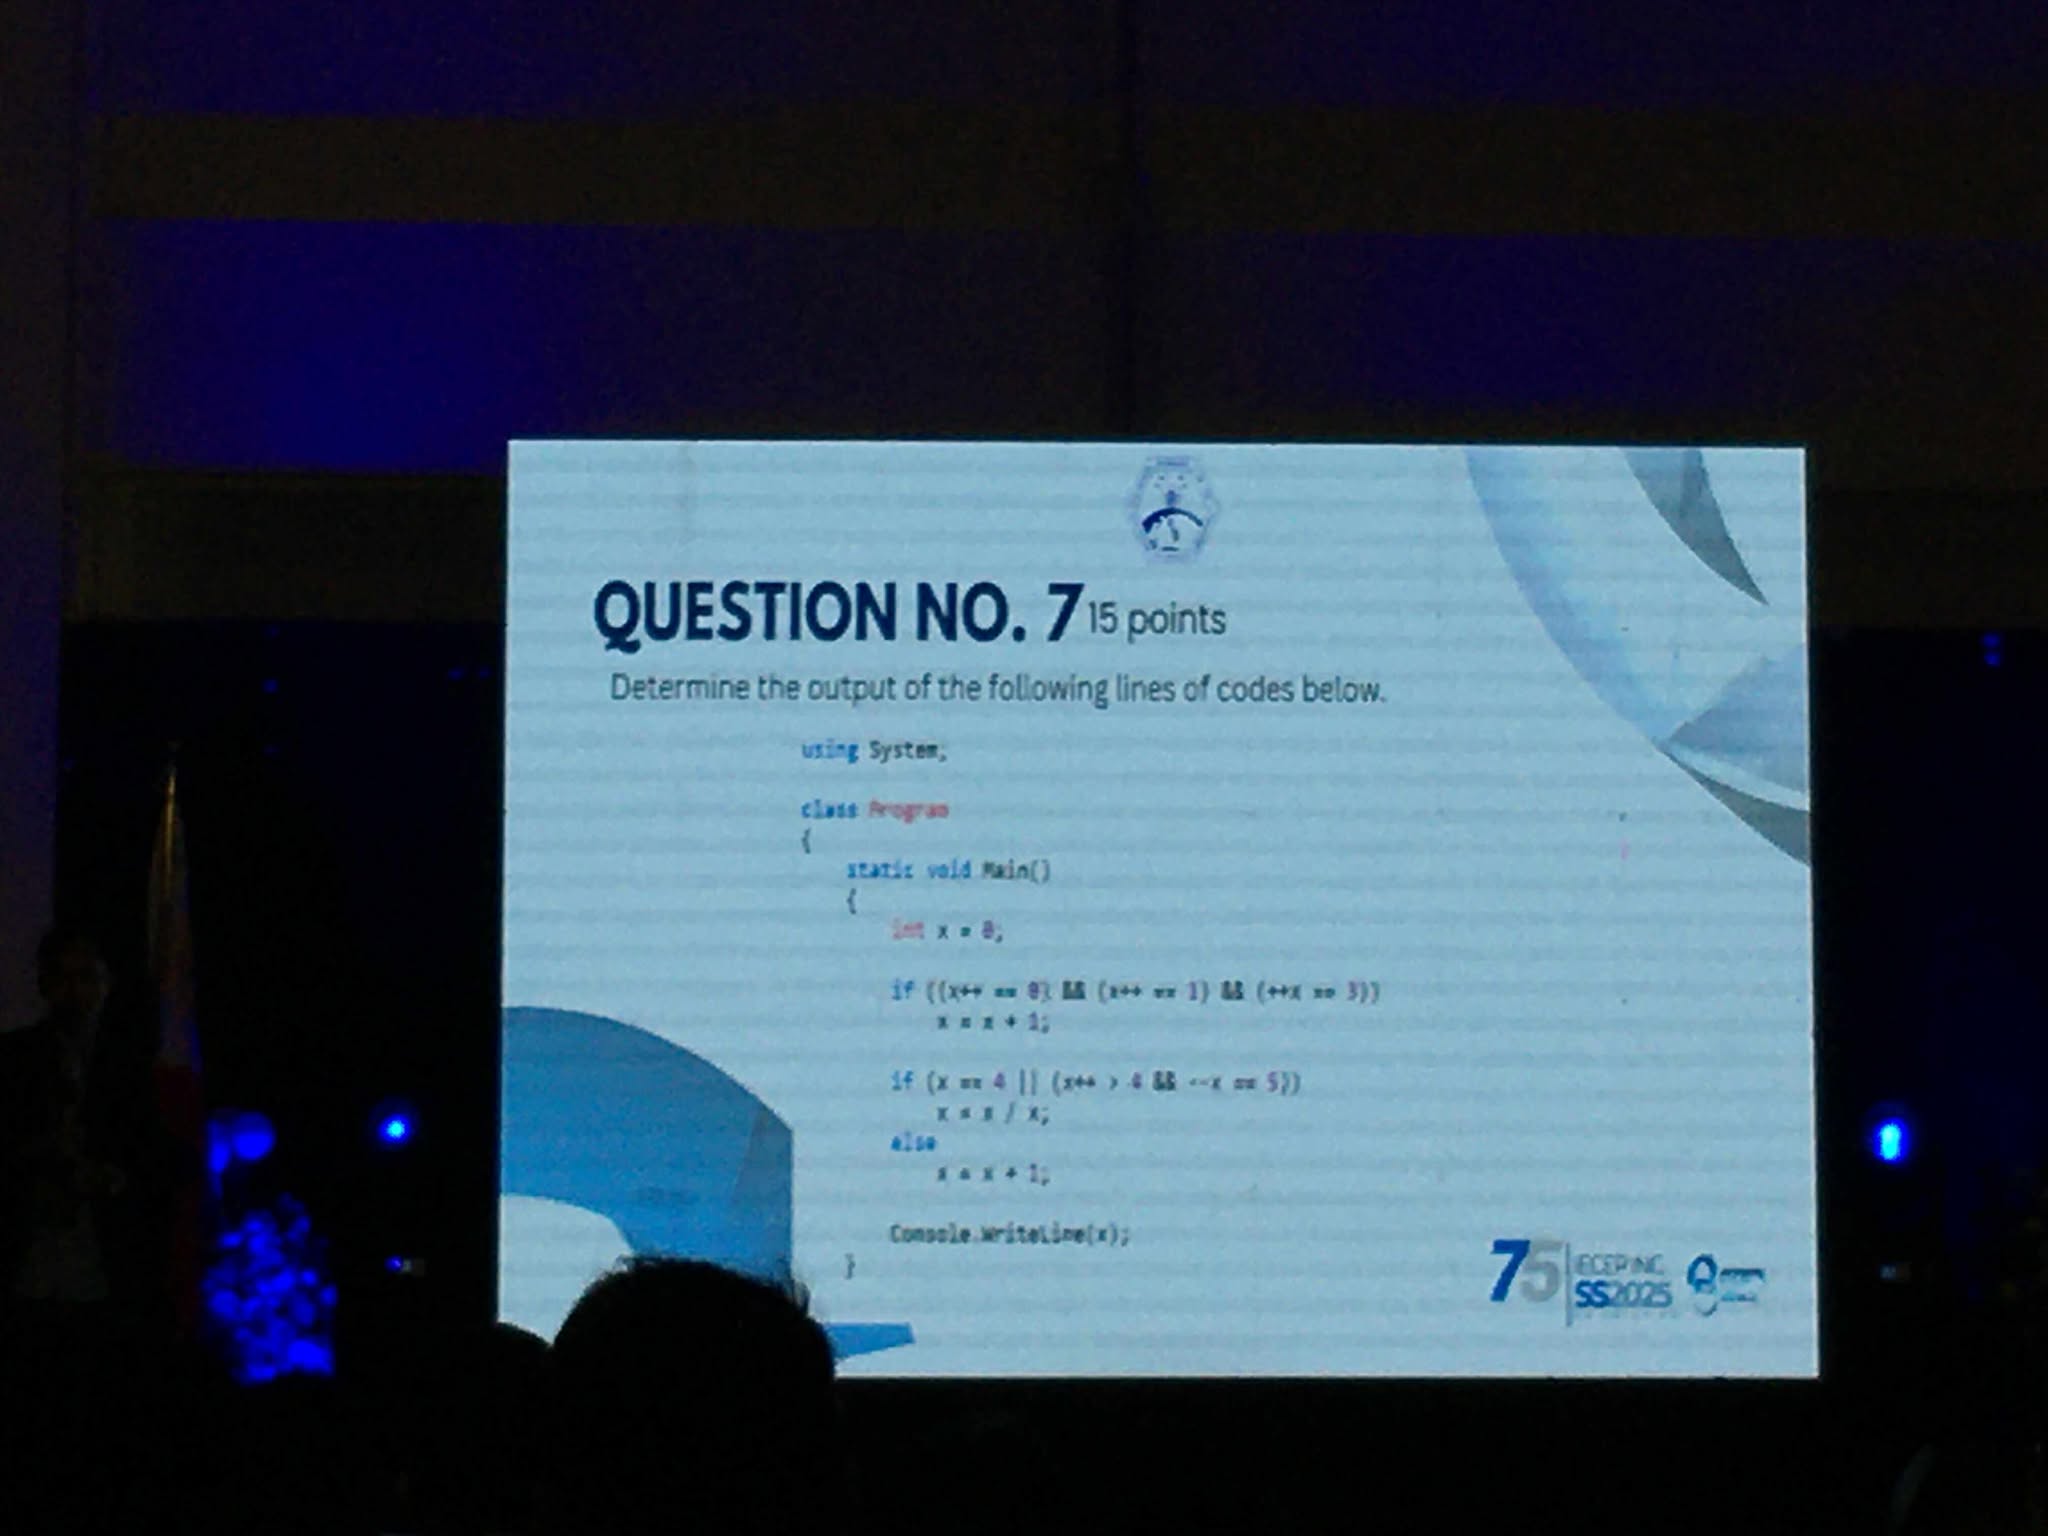 QUESTION NO. 7 15 points
Determine the output of the following lines of codes below.
using System;
class Program
{
static void Main()
{
int x = 0;
if ((x++ == 0) && (x++ == 1) && (++x == 3))
x = x + 1;
if (x == 4 || (x++ > 4 && --x == 5))
x = x / x;
else
x = x + 1;
Console.WriteLine(x);
}
75 IECEP INC.
SS2025